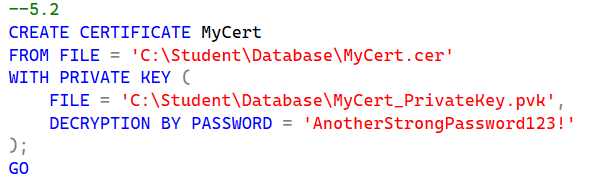 --5.2
CREATE CERTIFICATE MyCert
FROM FILE = 'C:\Student\Database\MyCert.cer'
WITH PRIVATE KEY (
    FILE = 'C:\Student\Database\MyCert_PrivateKey.pvk',
    DECRYPTION BY PASSWORD = 'AnotherStrongPassword123!'
);
GO